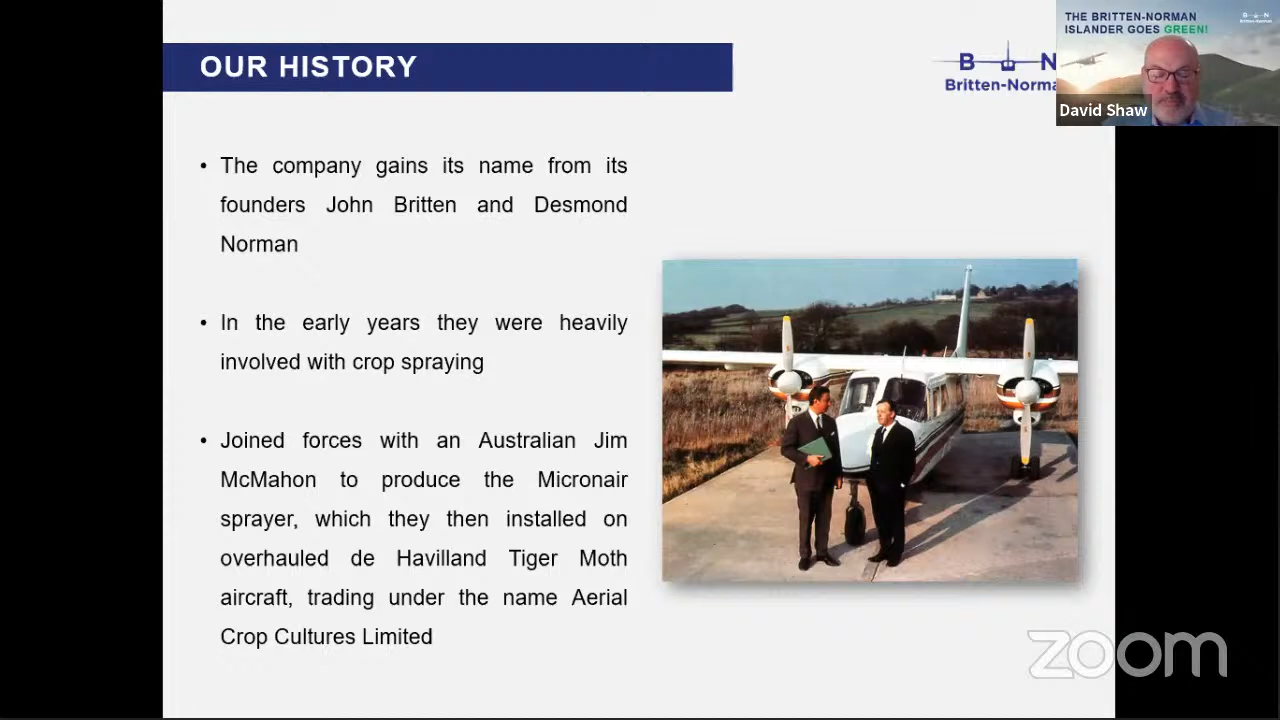 OUR HISTORY
B N
Britten-Norma
THE BRITTEN-NORMAN
ISLANDER GOES GREEN!
B N
Britten-Norman
David Shaw
• The company gains its name from its
founders John Britten and Desmond
Norman
• In the early years they were heavily
involved with crop spraying
• Joined forces with an Australian Jim
McMahon to produce the Micronair
sprayer, which they then installed on
overhauled de Havilland Tiger Moth
aircraft, trading under the name Aerial
Crop Cultures Limited
zoom